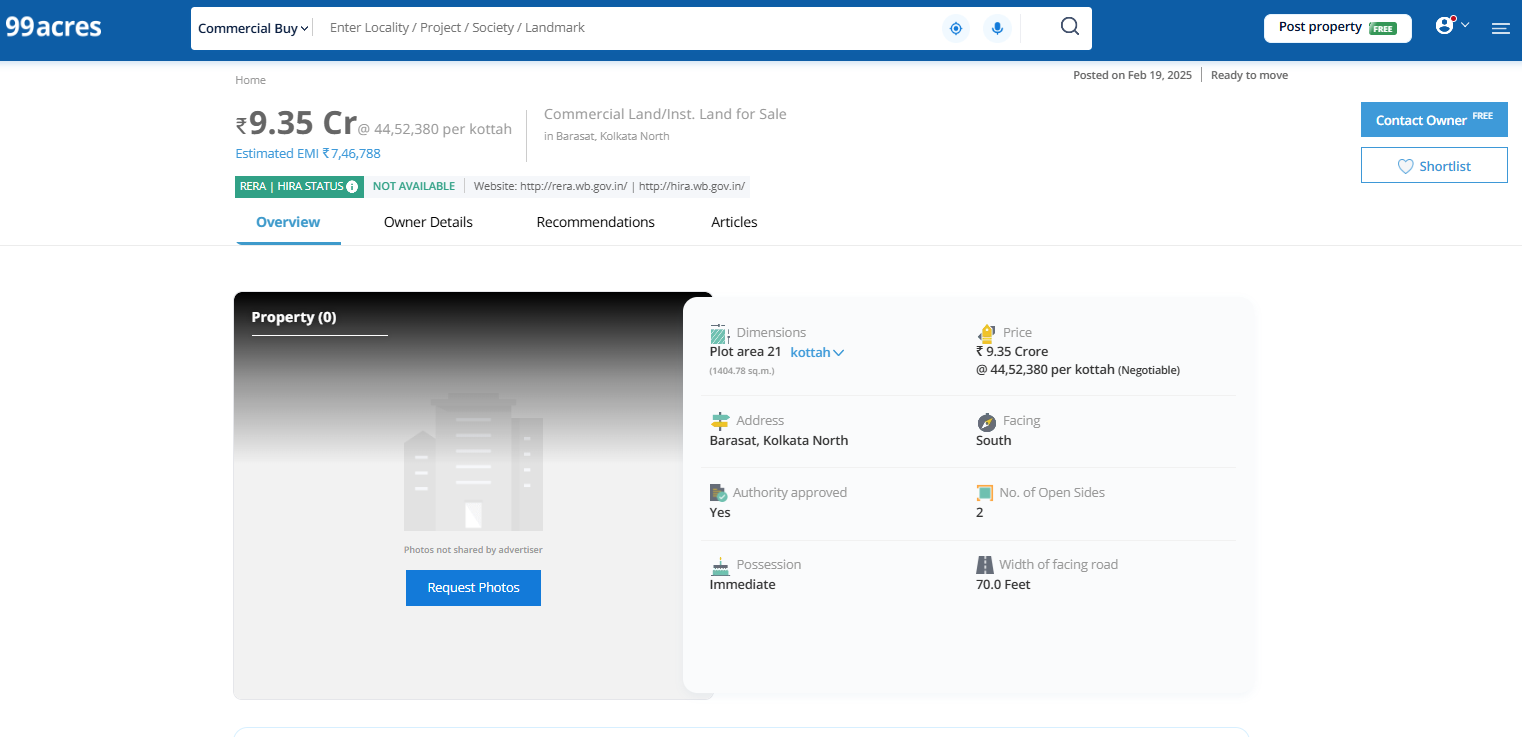 99acres
Commercial Buy
Enter Locality / Project / Society / Landmark
Post property FREE
Home
Posted on Feb 19, 2025 | Ready to move
₹9.35 Cr@ 44,52,380 per kottah
Estimated EMI ₹7,46,788
Commercial Land/Inst. Land for Sale
in Barasat, Kolkata North
Contact Owner FREE
Shortlist
RERA | HIRA STATUS i NOT AVAILABLE Website: http://rera.wb.gov.in/ | http://hira.wb.gov.in/
Overview Owner Details Recommendations Articles
Property (0)
Photos not shared by advertiser
Request Photos
Dimensions
Plot area 21 kottah
(1404.78 sq.m.)
Price
₹ 9.35 Crore
@ 44,52,380 per kottah (Negotiable)
Address
Barasat, Kolkata North
Facing
South
Authority approved
Yes
No. of Open Sides
2
Possession
Immediate
Width of facing road
70.0 Feet